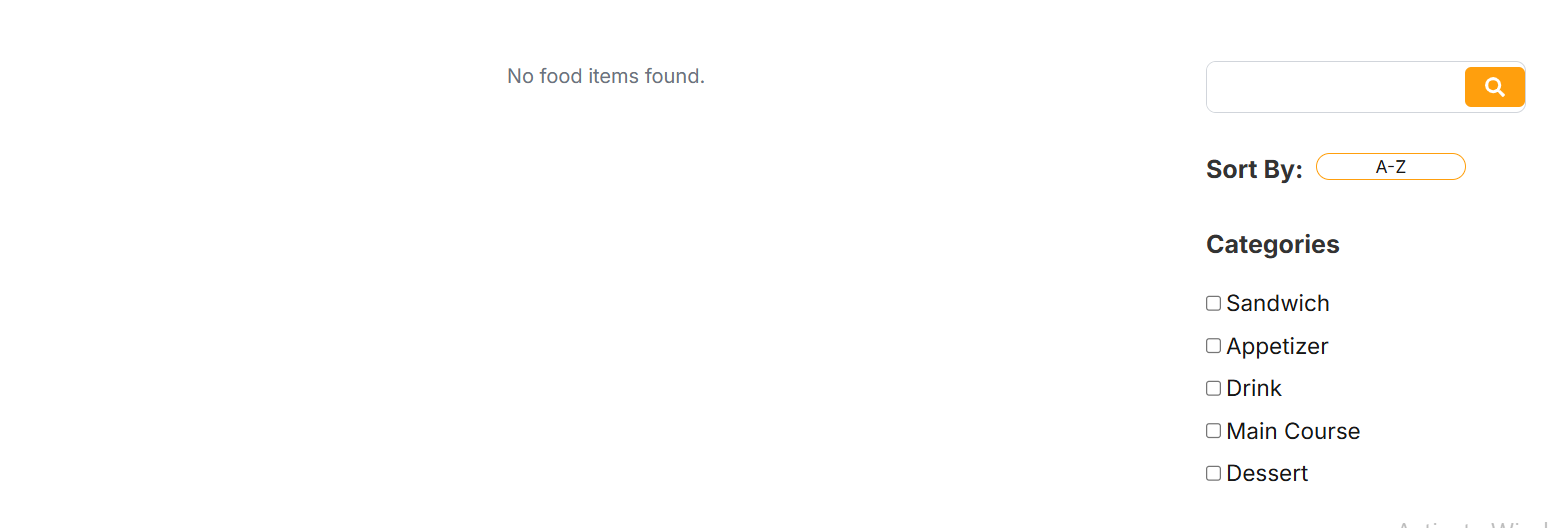 No food items found.
Sort By: A-Z
Categories
Sandwich
Appetizer
Drink
Main Course
Dessert